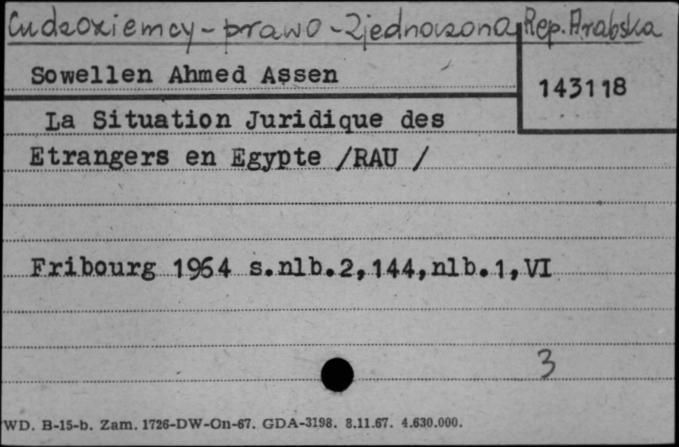 Cudzoziemcy - prawo - Zjednoczona Rep. Arabska
Sowellen Ahmed Assen
143118
La Situation Juridique des
Etrangers en Egypte /RAU /
Fribourg 1964 s.nlb.2,144,nlb.1,VI
3
WD. B-15-b. Zam. 1726-DW-On-67. GDA-3198. 8.11.67. 4.630.000.